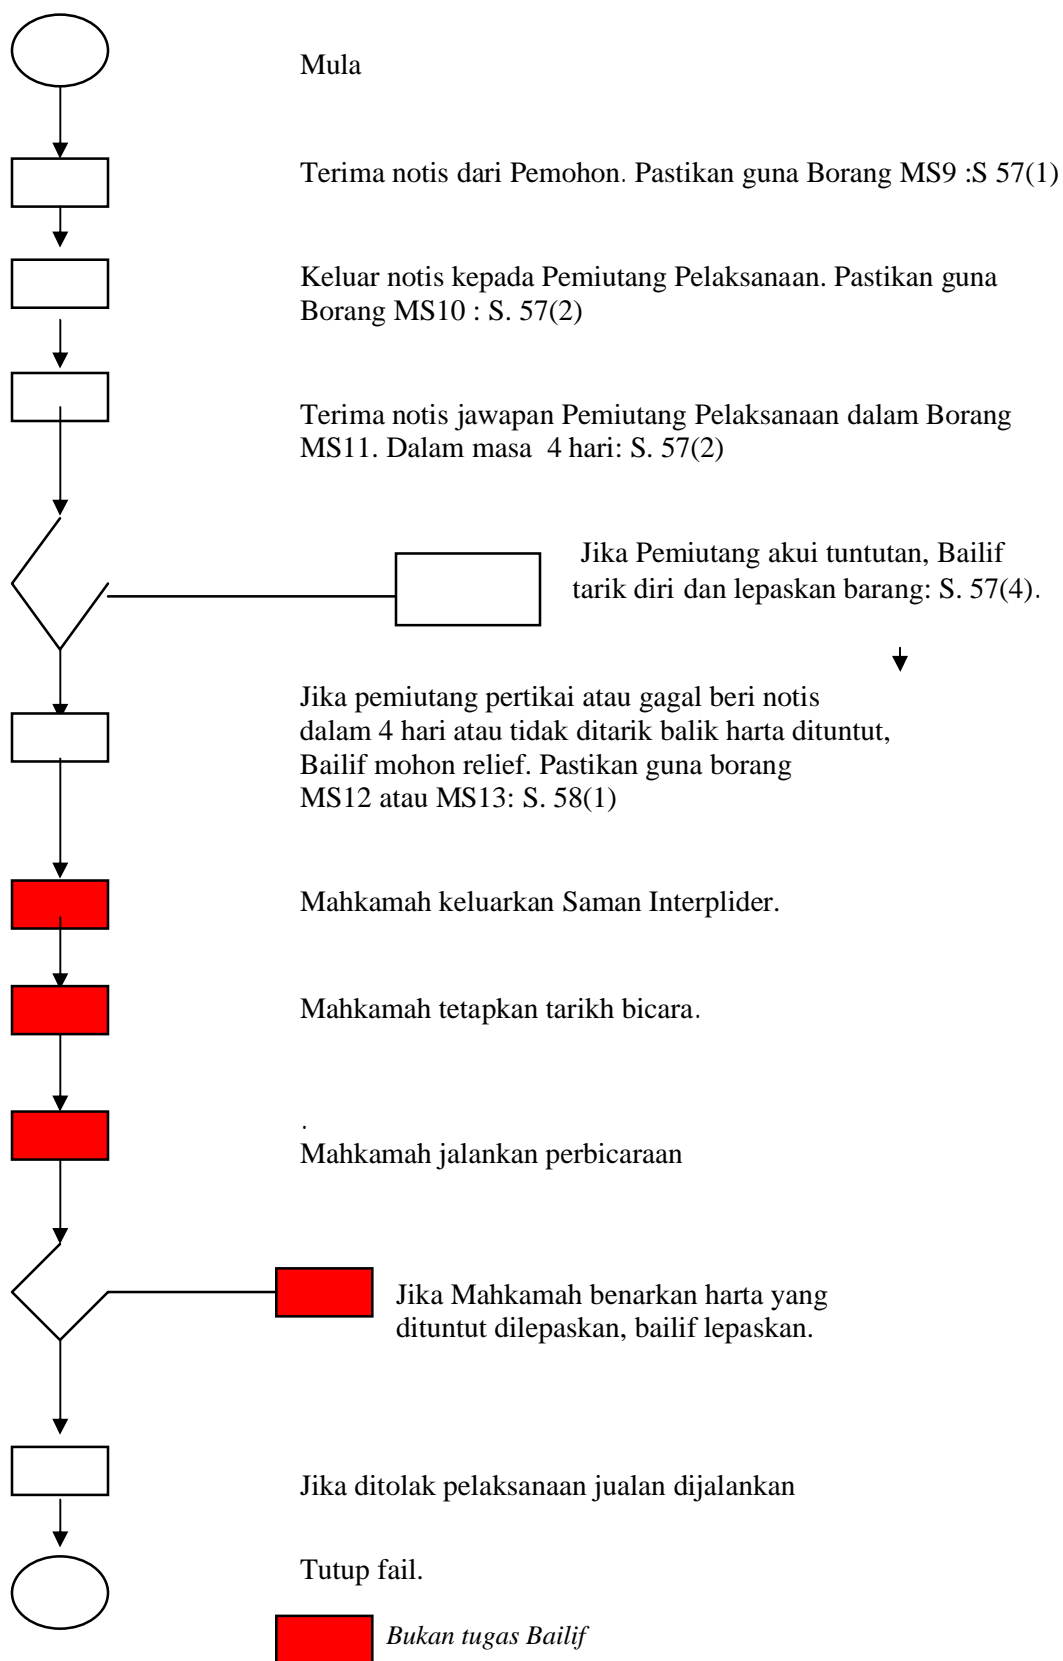 Mula
Terima notis dari Pemohon. Pastikan guna Borang MS9 :S 57(1)
Keluar notis kepada Pemiutang Pelaksanaan. Pastikan guna
Borang MS10 : S. 57(2)
Terima notis jawapan Pemiutang Pelaksanaan dalam Borang
MS11. Dalam masa  4 hari: S. 57(2)
Jika Pemiutang akui tuntutan, Bailif
tarik diri dan lepaskan barang: S. 57(4).
Jika pemiutang pertikai atau gagal beri notis
dalam 4 hari atau tidak ditarik balik harta dituntut,
Bailif mohon relief. Pastikan guna borang
MS12 atau MS13: S. 58(1)
Mahkamah keluarkan Saman Interplider.
Mahkamah tetapkan tarikh bicara.
.
Mahkamah jalankan perbicaraan
Jika Mahkamah benarkan harta yang
dituntut dilepaskan, bailif lepaskan.
Jika ditolak pelaksanaan jualan dijalankan
Tutup fail.
Bukan tugas Bailif